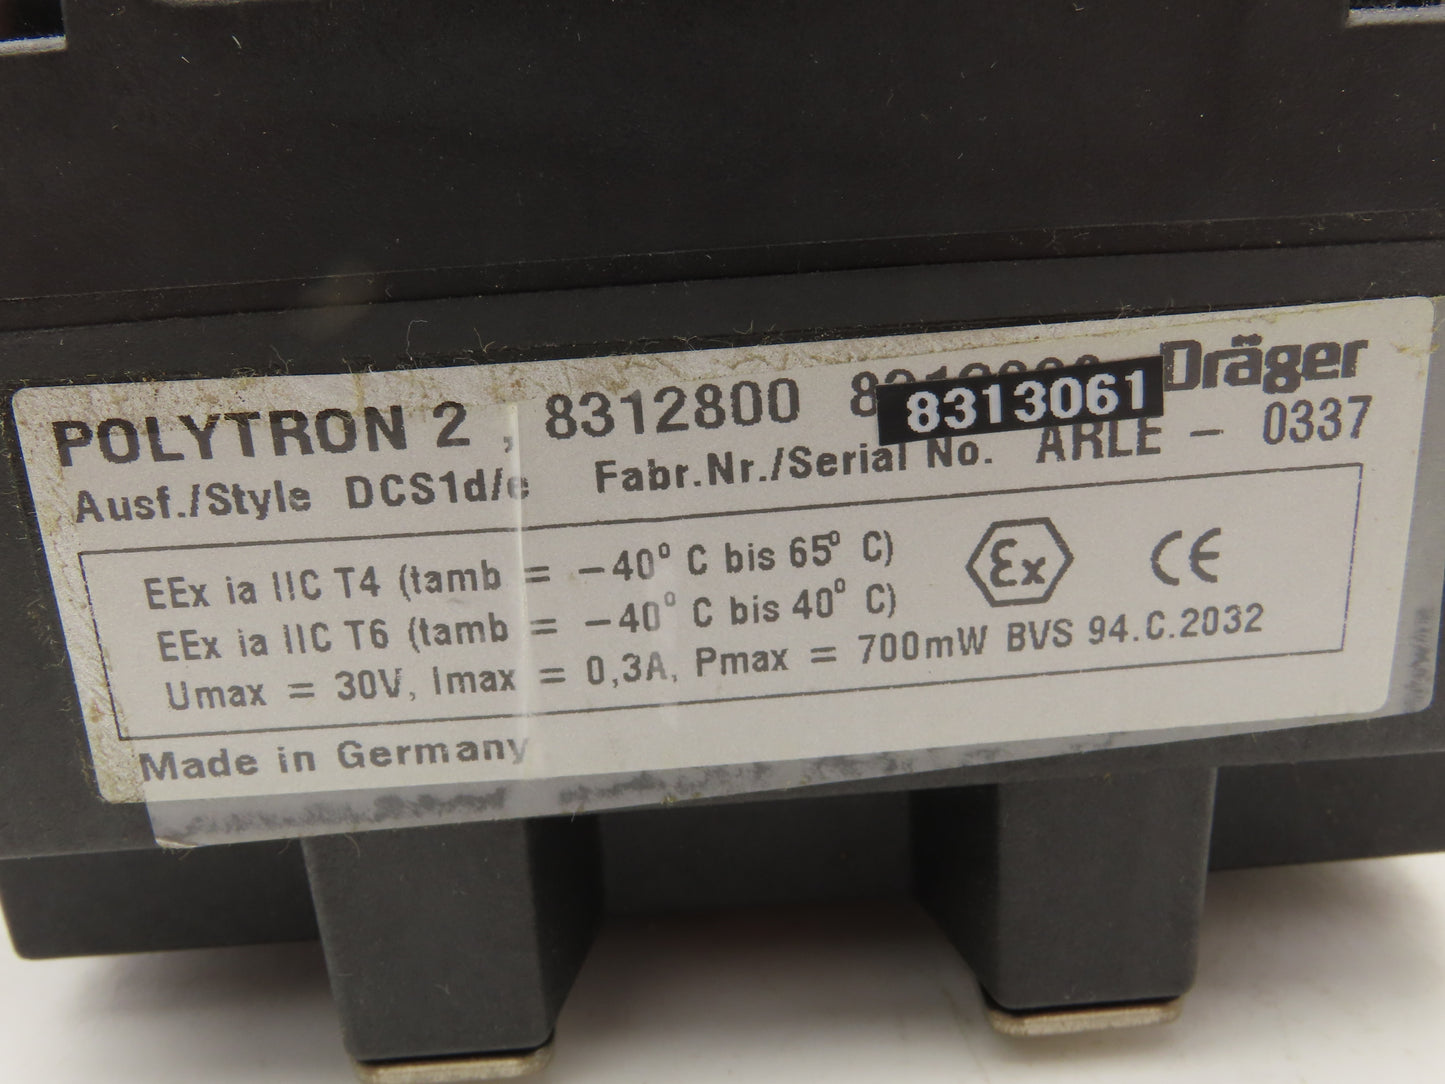 POLYTRON 2, 8312800 8313061 Dräger
Ausf./Style DCS1d/e Fabr.Nr./Serial No. ARLE - 0337
EEx ia IIC T4 (tamb = -40° C bis 65° C) Ex CE
EEx ia IIC T6 (tamb = -40° C bis 40° C)
Umax = 30V, Imax = 0,3A, Pmax = 700mW BVS 94.C.2032
Made in Germany